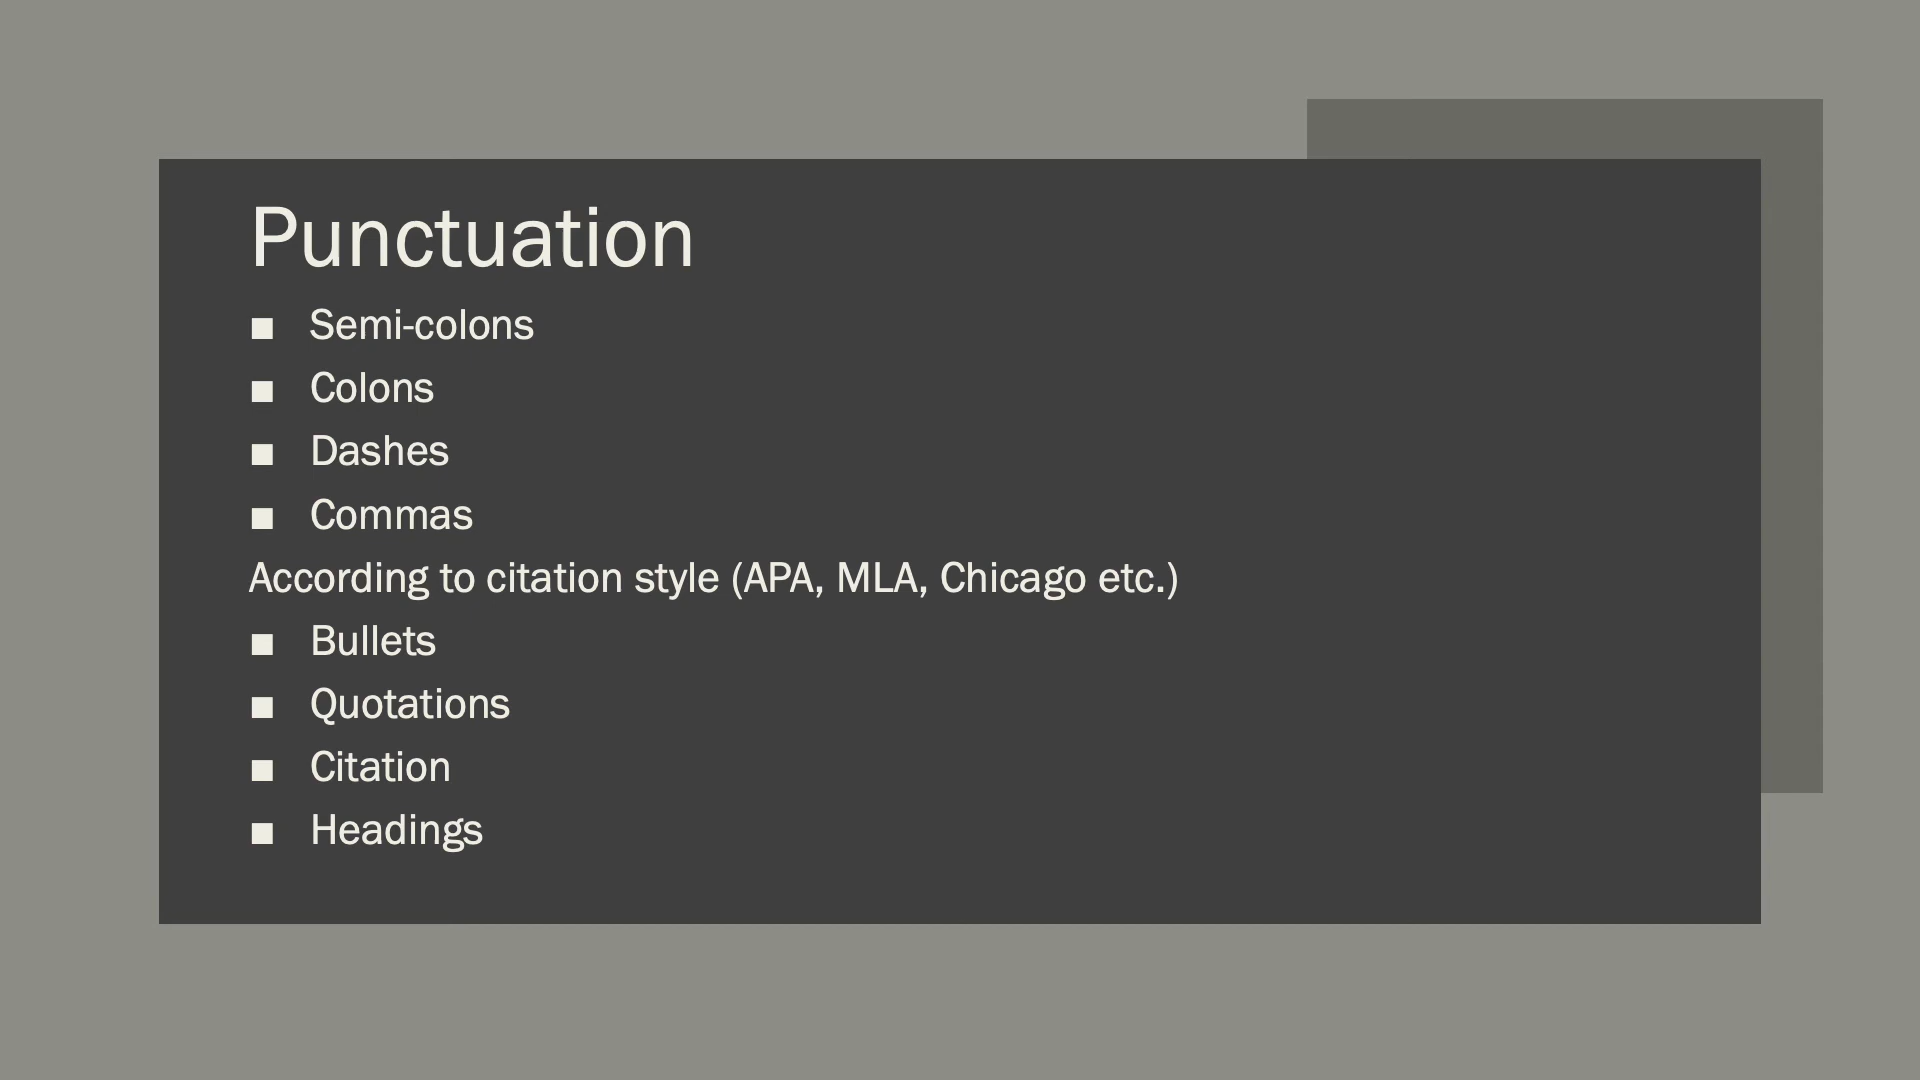 Punctuation
■ Semi-colons
■ Colons
■ Dashes
■ Commas
According to citation style (APA, MLA, Chicago etc.)
■ Bullets
■ Quotations
■ Citation
■ Headings